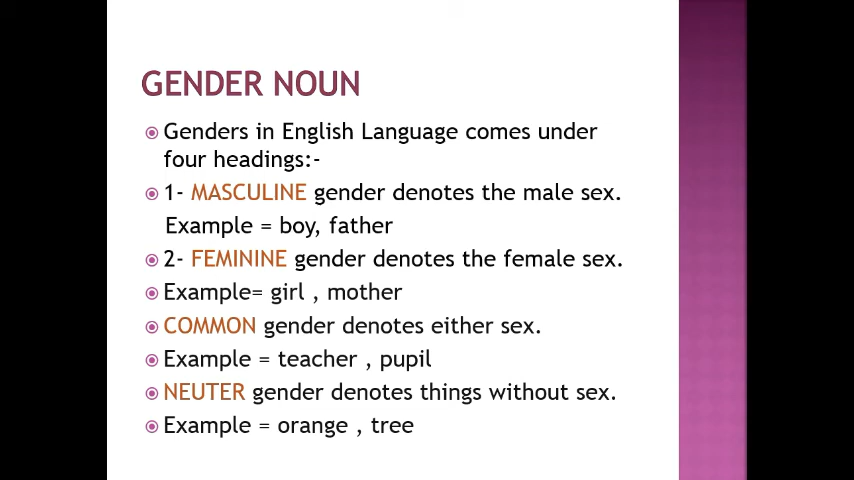 GENDER NOUN
Genders in English Language comes under
four headings:-
1- MASCULINE gender denotes the male sex.
Example = boy, father
2- FEMININE gender denotes the female sex.
Example= girl , mother
COMMON gender denotes either sex.
Example = teacher , pupil
NEUTER gender denotes things without sex.
Example = orange , tree